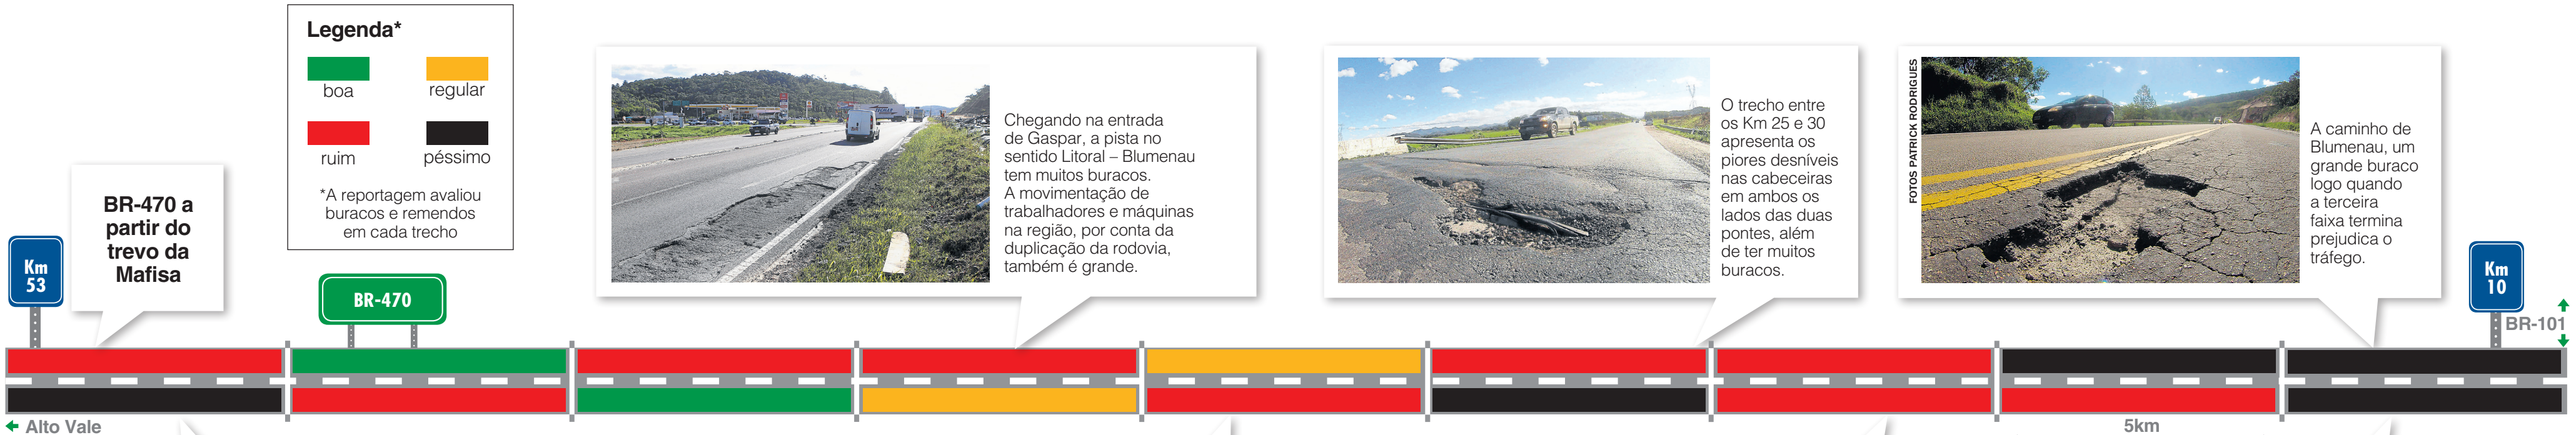 Legenda*
boa
regular
ruim
péssimo
*A reportagem avaliou
buracos e remendos
em cada trecho
Km
53
BR-470 a
partir do
trevo da
Mafisa
BR-470
Chegando na entrada
de Gaspar, a pista no
sentido Litoral – Blumenau
tem muitos buracos.
A movimentação de
trabalhadores e máquinas
na região, por conta da
duplicação da rodovia,
também é grande.
O trecho entre
os Km 25 e 30
apresenta os
piores desníveis
nas cabeceiras
em ambos os
lados das duas
pontes, além
de ter muitos
buracos.
FOTOS PATRICK RODRIGUES
A caminho de
Blumenau, um
grande buraco
logo quando
a terceira
faixa termina
prejudica o
tráfego.
Km
10
BR-101
Alto Vale
5km